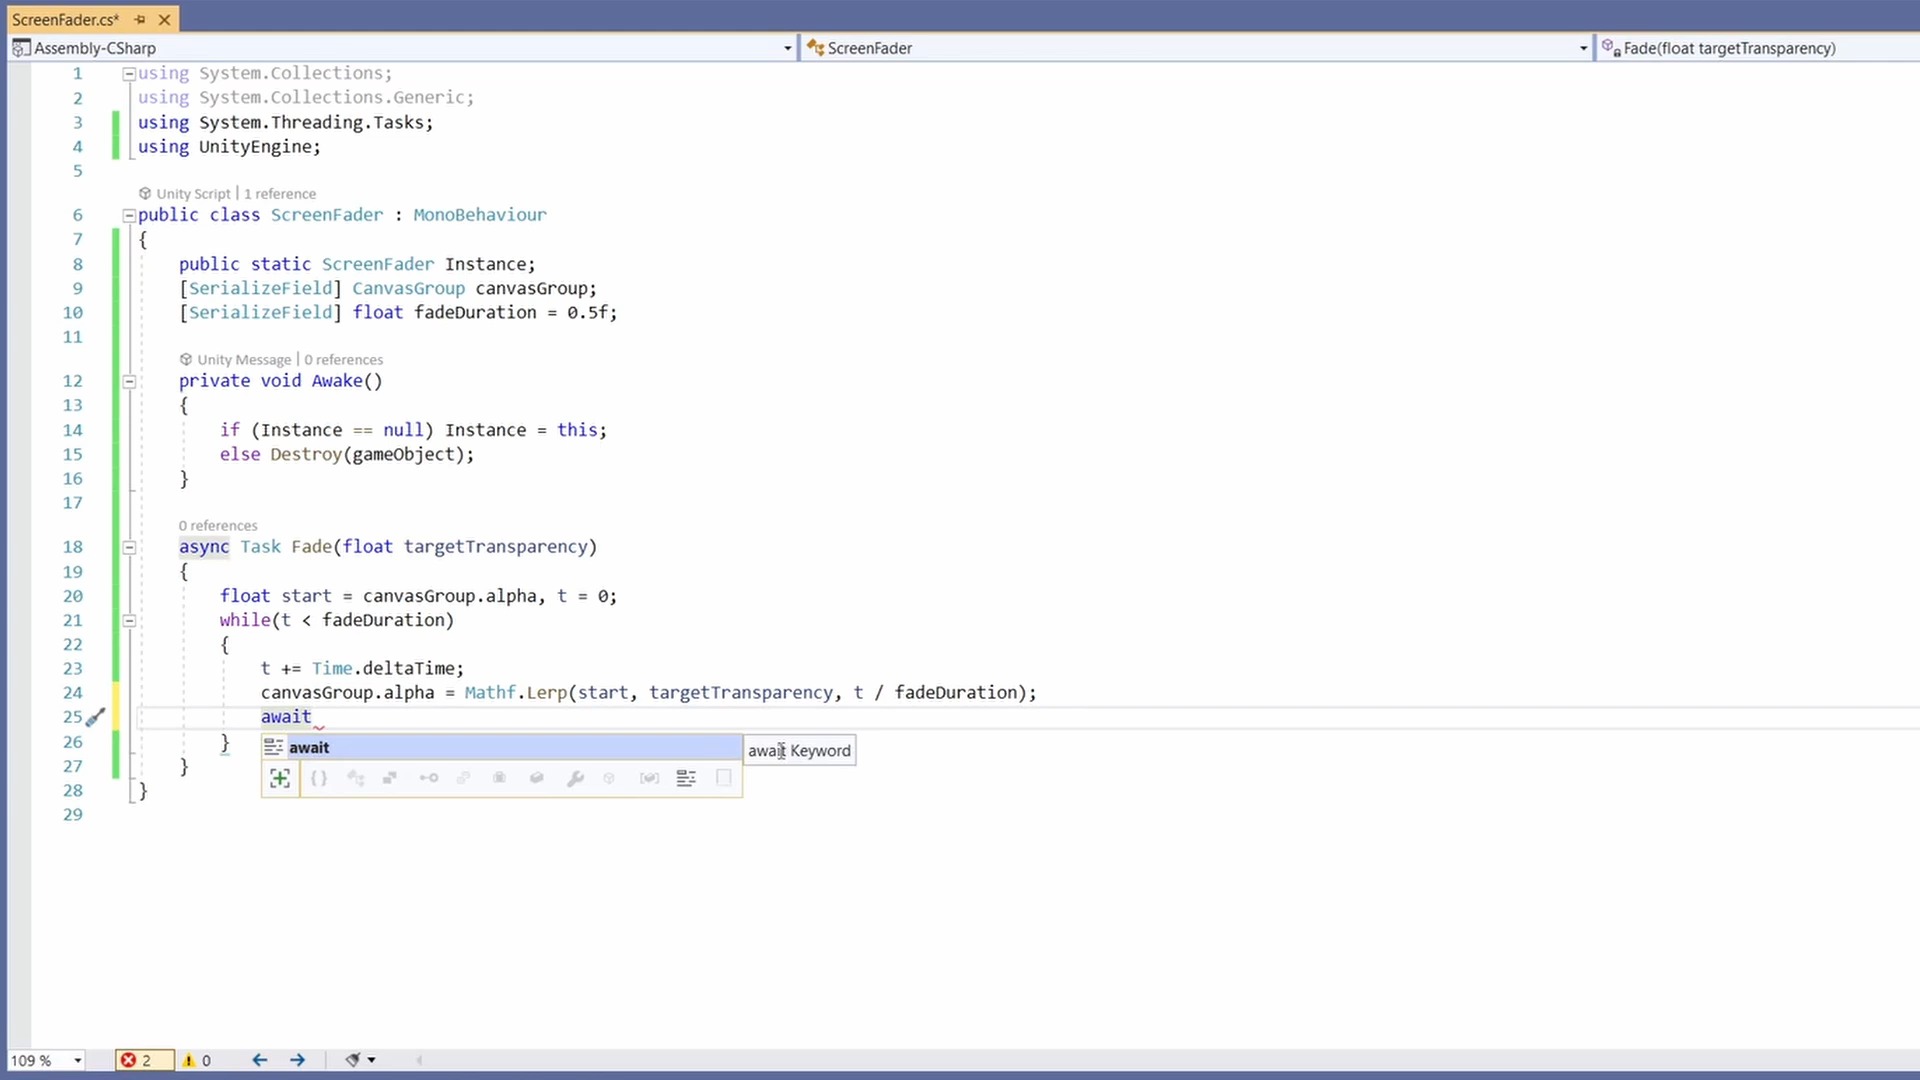 ScreenFader.cs*
Assembly-CSharp
ScreenFader
Fade(float targetTransparency)
1 using System.Collections;
2 using System.Collections.Generic;
3 using System.Threading.Tasks;
4 using UnityEngine;
5
Unity Script | 1 reference
6 public class ScreenFader : MonoBehaviour
7 {
8 public static ScreenFader Instance;
9 [SerializeField] CanvasGroup canvasGroup;
10 [SerializeField] float fadeDuration = 0.5f;
11
Unity Message | 0 references
12 private void Awake()
13 {
14 if (Instance == null) Instance = this;
15 else Destroy(gameObject);
16 }
17
0 references
18 async Task Fade(float targetTransparency)
19 {
20 float start = canvasGroup.alpha, t = 0;
21 while(t < fadeDuration)
22 {
23 t += Time.deltaTime;
24 canvasGroup.alpha = Mathf.Lerp(start, targetTransparency, t / fadeDuration);
25 await
26 }
await
await Keyword
27 }
28 }
29
109 %
2
0